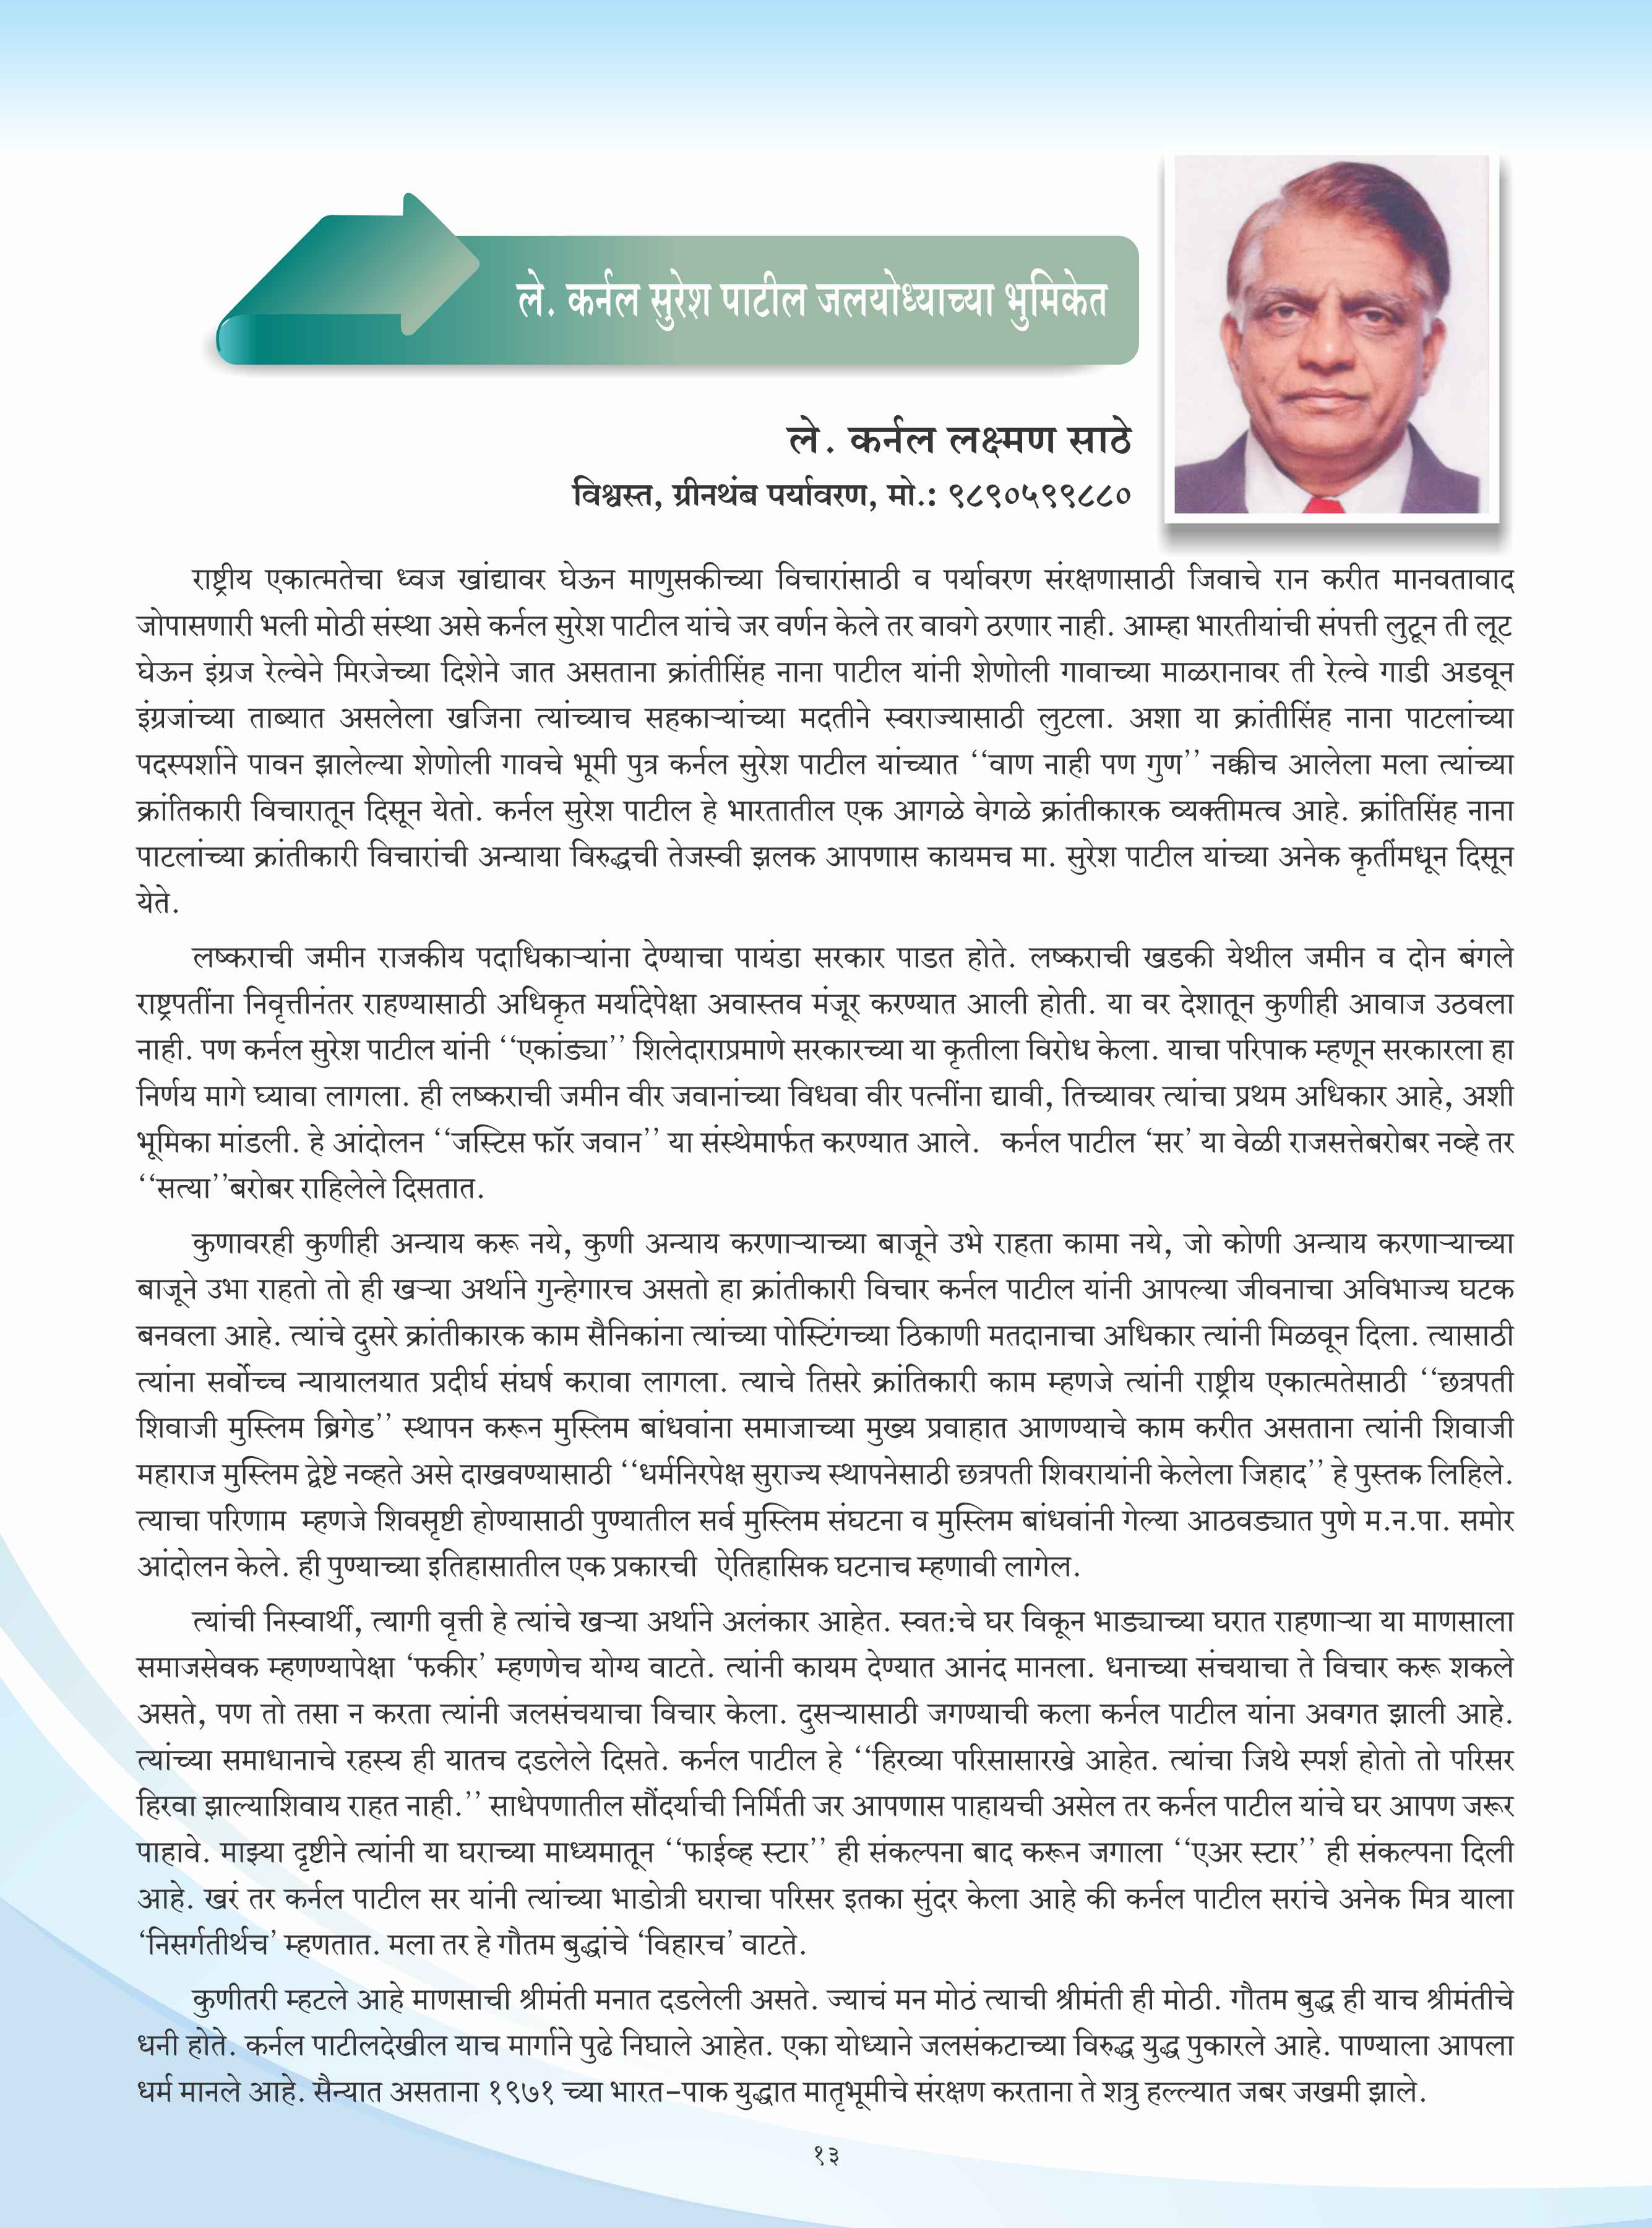 ले. कर्नल सुरेश पाटील जलयोध्याच्या भुमिकेत
ले. कर्नल लक्ष्मण साठे
विश्वस्त, ग्रीनथंब पर्यावरण, मो.: ९८९०५९९८८०
राष्ट्रीय एकात्मतेचा ध्वज खांद्यावर घेऊन माणुसकीच्या विचारांसाठी व पर्यावरण संरक्षणासाठी जिवाचे रान करीत मानवतावाद
जोपासणारी भली मोठी संस्था असे कर्नल सुरेश पाटील यांचे जर वर्णन केले तर वावगे ठरणार नाही. आम्हा भारतीयांची संपत्ती लुटून ती लूट
घेऊन इंग्रज रेल्वेने मिरजेच्या दिशेने जात असताना क्रांतीसिंह नाना पाटील यांनी शेणोली गावाच्या माळरानावर ती रेल्वे गाडी अडवून
इंग्रजांच्या ताब्यात असलेला खजिना त्यांच्याच सहकाऱ्यांच्या मदतीने स्वराज्यासाठी लुटला. अशा या क्रांतीसिंह नाना पाटलांच्या
पदस्पर्शाने पावन झालेल्या शेणोली गावचे भूमी पुत्र कर्नल सुरेश पाटील यांच्यात ‘‘वाण नाही पण गुण’’ नक्कीच आलेला मला त्यांच्या
क्रांतिकारी विचारातून दिसून येतो. कर्नल सुरेश पाटील हे भारतातील एक आगळे वेगळे क्रांतीकारक व्यक्तीमत्व आहे. क्रांतिसिंह नाना
पाटलांच्या क्रांतीकारी विचारांची अन्याया विरुद्धची तेजस्वी झलक आपणास कायमच मा. सुरेश पाटील यांच्या अनेक कृतींमधून दिसून
येते.
लष्कराची जमीन राजकीय पदाधिकाऱ्यांना देण्याचा पायंडा सरकार पाडत होते. लष्कराची खडकी येथील जमीन व दोन बंगले
राष्ट्रपतींना निवृत्तीनंतर राहण्यासाठी अधिकृत मर्यादेपेक्षा अवास्तव मंजूर करण्यात आली होती. या वर देशातून कुणीही आवाज उठवला
नाही. पण कर्नल सुरेश पाटील यांनी ‘‘एकांड्या’’ शिलेदाराप्रमाणे सरकारच्या या कृतीला विरोध केला. याचा परिपाक म्हणून सरकारला हा
निर्णय मागे घ्यावा लागला. ही लष्कराची जमीन वीर जवानांच्या विधवा वीर पत्नींना द्यावी, तिच्यावर त्यांचा प्रथम अधिकार आहे, अशी
भूमिका मांडली. हे आंदोलन ‘‘जस्टिस फॉर जवान’’ या संस्थेमार्फत करण्यात आले. कर्नल पाटील ‘सर’ या वेळी राजसत्तेबरोबर नव्हे तर
‘‘सत्या’’बरोबर राहिलेले दिसतात.
कुणावरही कुणीही अन्याय करू नये, कुणी अन्याय करणाऱ्याच्या बाजूने उभे राहता कामा नये, जो कोणी अन्याय करणाऱ्याच्या
बाजूने उभा राहतो तो ही खऱ्या अर्थाने गुन्हेगारच असतो हा क्रांतीकारी विचार कर्नल पाटील यांनी आपल्या जीवनाचा अविभाज्य घटक
बनवला आहे. त्यांचे दुसरे क्रांतीकारक काम सैनिकांना त्यांच्या पोस्टिंगच्या ठिकाणी मतदानाचा अधिकार त्यांनी मिळवून दिला. त्यासाठी
त्यांना सर्वोच्च न्यायालयात प्रदीर्घ संघर्ष करावा लागला. त्याचे तिसरे क्रांतिकारी काम म्हणजे त्यांनी राष्ट्रीय एकात्मतेसाठी ‘‘छत्रपती
शिवाजी मुस्लिम ब्रिगेड’’ स्थापन करून मुस्लिम बांधवांना समाजाच्या मुख्य प्रवाहात आणण्याचे काम करीत असताना त्यांनी शिवाजी
महाराज मुस्लिम द्वेष्टे नव्हते असे दाखवण्यासाठी ‘‘धर्मनिरपेक्ष सुराज्य स्थापनेसाठी छत्रपती शिवरायांनी केलेला जिहाद’’ हे पुस्तक लिहिले.
त्याचा परिणाम म्हणजे शिवसृष्टी होण्यासाठी पुण्यातील सर्व मुस्लिम संघटना व मुस्लिम बांधवांनी गेल्या आठवड्यात पुणे म.न.पा. समोर
आंदोलन केले. ही पुण्याच्या इतिहासातील एक प्रकारची ऐतिहासिक घटनाच म्हणावी लागेल.
त्यांची निस्वार्थी, त्यागी वृत्ती हे त्यांचे खऱ्या अर्थाने अलंकार आहेत. स्वतःचे घर विकून भाड्याच्या घरात राहणाऱ्या या माणसाला
समाजसेवक म्हणण्यापेक्षा ‘फकीर’ म्हणणेच योग्य वाटते. त्यांनी कायम देण्यात आनंद मानला. धनाच्या संचयाचा ते विचार करू शकले
असते, पण तो तसा न करता त्यांनी जलसंचयाचा विचार केला. दुसऱ्यासाठी जगण्याची कला कर्नल पाटील यांना अवगत झाली आहे.
त्यांच्या समाधानाचे रहस्य ही यातच दडलेले दिसते. कर्नल पाटील हे ‘‘हिरव्या परिसासारखे आहेत. त्यांचा जिथे स्पर्श होतो तो परिसर
हिरवा झाल्याशिवाय राहत नाही.’’ साधेपणातील सौंदर्याची निर्मिती जर आपणास पाहायची असेल तर कर्नल पाटील यांचे घर आपण जरूर
पाहावे. माझ्या दृष्टीने त्यांनी या घराच्या माध्यमातून ‘‘फाईव्ह स्टार’’ ही संकल्पना बाद करून जगाला ‘‘एअर स्टार’’ ही संकल्पना दिली
आहे. खरं तर कर्नल पाटील सर यांनी त्यांच्या भाडोत्री घराचा परिसर इतका सुंदर केला आहे की कर्नल पाटील सरांचे अनेक मित्र याला
‘निसर्गतीर्थच’ म्हणतात. मला तर हे गौतम बुद्धांचे ‘विहारच’ वाटते.
कुणीतरी म्हटले आहे माणसाची श्रीमंती मनात दडलेली असते. ज्याचं मन मोठं त्याची श्रीमंती ही मोठी. गौतम बुद्ध ही याच श्रीमंतीचे
धनी होते. कर्नल पाटीलदेखील याच मार्गाने पुढे निघाले आहेत. एका योध्याने जलसंकटाच्या विरुद्ध युद्ध पुकारले आहे. पाण्याला आपला
धर्म मानले आहे. सैन्यात असताना १९७१ च्या भारत-पाक युद्धात मातृभूमीचे संरक्षण करताना ते शत्रु हल्ल्यात जबर जखमी झाले.
१३